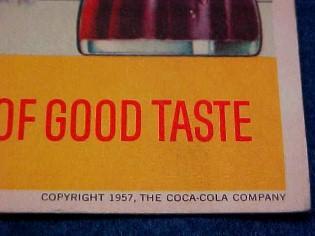 OF GOOD TASTE
COPYRIGHT 1957, THE COCA-COLA COMPANY